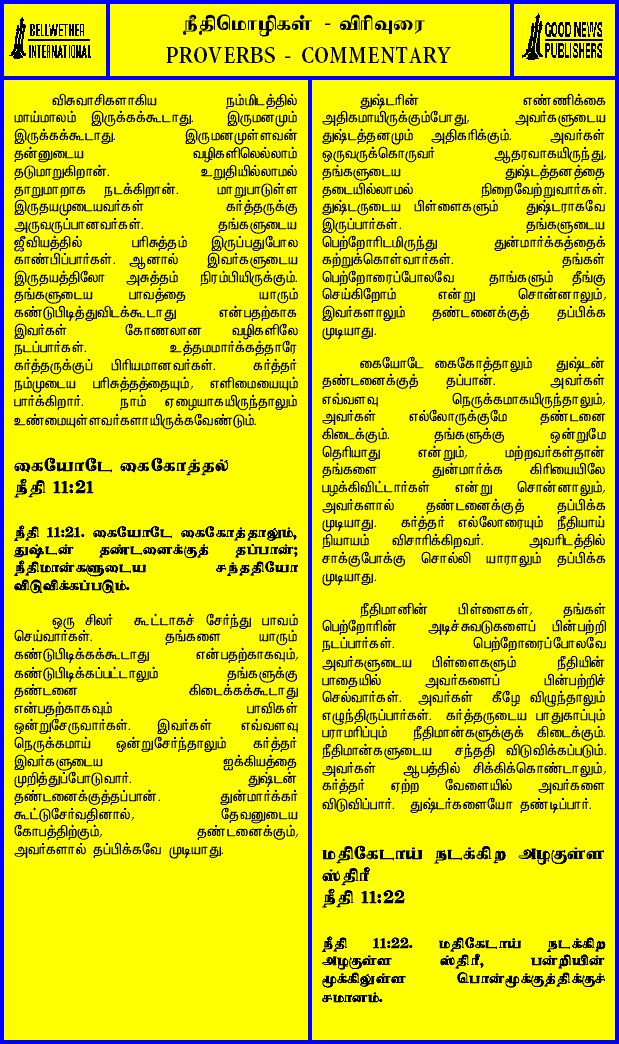 BELLWETHER
INTERNATIONAL
நீதிமொழிகள் - விரிவுரை
PROVERBS - COMMENTARY
GOOD NEWS
PUBLISHERS
விசுவாசிகளாகிய நம்மிடத்தில்
மாய்மாலம் இருக்கக்கூடாது. இருமனமும்
இருக்கக்கூடாது. இருமனமுள்ளவன்
தன்னுடைய வழிகளிலெல்லாம்
தடுமாறுகிறான். உறுதியில்லாமல்
தாறுமாறாக நடக்கிறான். மாறுபாடுள்ள
இருதயமுடையவர்கள் கர்த்தருக்கு
அருவருப்பானவர்கள். தங்களுடைய
ஜீவியத்தில் பரிசுத்தம் இருப்பதுபோல
காண்பிப்பார்கள். ஆனால் இவர்களுடைய
இருதயத்திலோ அசுத்தம் நிரம்பியிருக்கும்.
தங்களுடைய பாவத்தை யாரும்
கண்டுபிடித்துவிடக்கூடாது என்பதற்காக
இவர்கள் கோணலான வழிகளிலே
நடப்பார்கள். உத்தமமார்க்கத்தாரே
கர்த்தருக்குப் பிரியமானவர்கள். கர்த்தர்
நம்முடைய பரிசுத்தத்தையும், எளிமையையும்
பார்க்கிறார். நாம் ஏழையாகயிருந்தாலும்
உண்மையுள்ளவர்களாயிருக்கவேண்டும்.
கையோடே கைகோத்தல்
நீதி 11:21
நீதி 11:21. கையோடே கைகோத்தாலும்,
துஷ்டன் தண்டனைக்குத் தப்பான்;
நீதிமான்களுடைய சந்ததியோ
விடுவிக்கப்படும்.
ஒரு சிலர் கூட்டாகச் சேர்ந்து பாவம்
செய்வார்கள். தங்களை யாரும்
கண்டுபிடிக்கக்கூடாது என்பதற்காகவும்,
கண்டுபிடிக்கப்பட்டாலும் தங்களுக்கு
தண்டனை கிடைக்கக்கூடாது
என்பதற்காகவும் பாவிகள்
ஒன்றுசேருவார்கள். இவர்கள் எவ்வளவு
நெருக்கமாய் ஒன்றுசேர்ந்தாலும் கர்த்தர்
இவர்களுடைய ஐக்கியத்தை
முறித்துப்போடுவார். துஷ்டன்
தண்டனைக்குத்தப்பான். துன்மார்க்கர்
கூட்டுசேர்வதினால், தேவனுடைய
கோபத்திற்கும், தண்டனைக்கும்,
அவர்களால் தப்பிக்கவே முடியாது.
துஷ்டரின் எண்ணிக்கை
அதிகமாயிருக்கும்போது, அவர்களுடைய
துஷ்டத்தனமும் அதிகரிக்கும். அவர்கள்
ஒருவருக்கொருவர் ஆதரவாகயிருந்து,
தங்களுடைய துஷ்டத்தனத்தை
தடையில்லாமல் நிறைவேற்றுவார்கள்.
துஷ்டருடைய பிள்ளைகளும் துஷ்டராகவே
இருப்பார்கள். தங்களுடைய
பெற்றோரிடமிருந்து துன்மார்க்கத்தைக்
கற்றுக்கொள்வார்கள். தங்கள்
பெற்றோரைப்போலவே தாங்களும் தீங்கு
செய்கிறோம் என்று சொன்னாலும்,
இவர்களாலும் தண்டனைக்குத் தப்பிக்க
முடியாது.
கையோடே கைகோத்தாலும் துஷ்டன்
தண்டனைக்குத் தப்பான். அவர்கள்
எவ்வளவு நெருக்கமாகயிருந்தாலும்,
அவர்கள் எல்லோருக்குமே தண்டனை
கிடைக்கும். தங்களுக்கு ஒன்றுமே
தெரியாது என்றும், மற்றவர்கள்தான்
தங்களை துன்மார்க்க கிரியையிலே
பழக்கிவிட்டார்கள் என்று சொன்னாலும்,
அவர்களால் தண்டனைக்குத் தப்பிக்க
முடியாது. கர்த்தர் எல்லோரையும் நீதியாய்
நியாயம் விசாரிக்கிறவர். அவரிடத்தில்
சாக்குபோக்கு சொல்லி யாராலும் தப்பிக்க
முடியாது.
நீதிமானின் பிள்ளைகள், தங்கள்
பெற்றோரின் அடிச்சுவடுகளைப் பின்பற்றி
நடப்பார்கள். பெற்றோரைப்போலவே
அவர்களுடைய பிள்ளைகளும் நீதியின்
பாதையில் அவர்களைப் பின்பற்றிச்
செல்வார்கள். அவர்கள் கீழே விழுந்தாலும்
எழுந்திருப்பார்கள். கர்த்தருடைய பாதுகாப்பும்
பராமரிப்பும் நீதிமான்களுக்குக் கிடைக்கும்.
நீதிமான்களுடைய சந்ததி விடுவிக்கப்படும்.
அவர்கள் ஆபத்தில் சிக்கிக்கொண்டாலும்,
கர்த்தர் ஏற்ற வேளையில் அவர்களை
விடுவிப்பார். துஷ்டர்களையோ தண்டிப்பார்.
மதிகேடாய் நடக்கிற அழகுள்ள
ஸ்திரீ
நீதி 11:22
நீதி 11:22. மதிகேடாய் நடக்கிற
அழகுள்ள ஸ்திரீ, பன்றியின்
மூக்கிலுள்ள பொன்மூக்குத்திக்குச்
சமானம்.